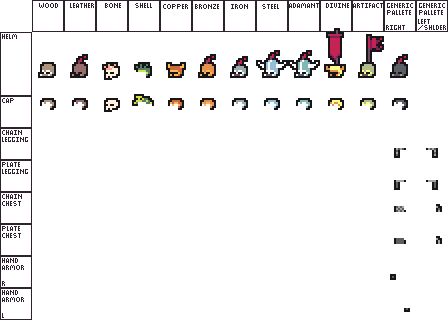 WOOD LEATHER BONE SHELL COPPER BRONZE IRON STEEL ADAMANT DIVINE ARTIFACT GENERIC GENERIC
PALLETE PALLETE
RIGHT LEFT
/SHLDER
HELM
CAP
CHAIN
LEGGING
PLATE
LEGGING
CHAIN
CHEST
PLATE
CHEST
HAND
ARMOR
R
HAND
ARMOR
L